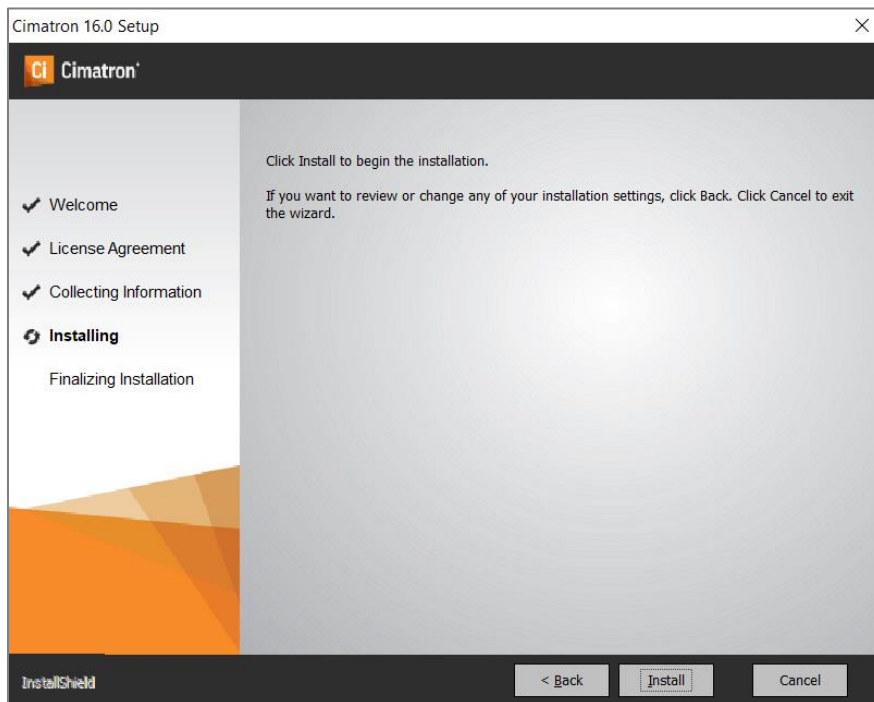 Cimatron 16.0 Setup
Ci Cimatron
Click Install to begin the installation.
If you want to review or change any of your installation settings, click Back. Click Cancel to exit
the wizard.
Welcome
License Agreement
Collecting Information
Installing
Finalizing Installation
InstallShield
< Back
Install
Cancel